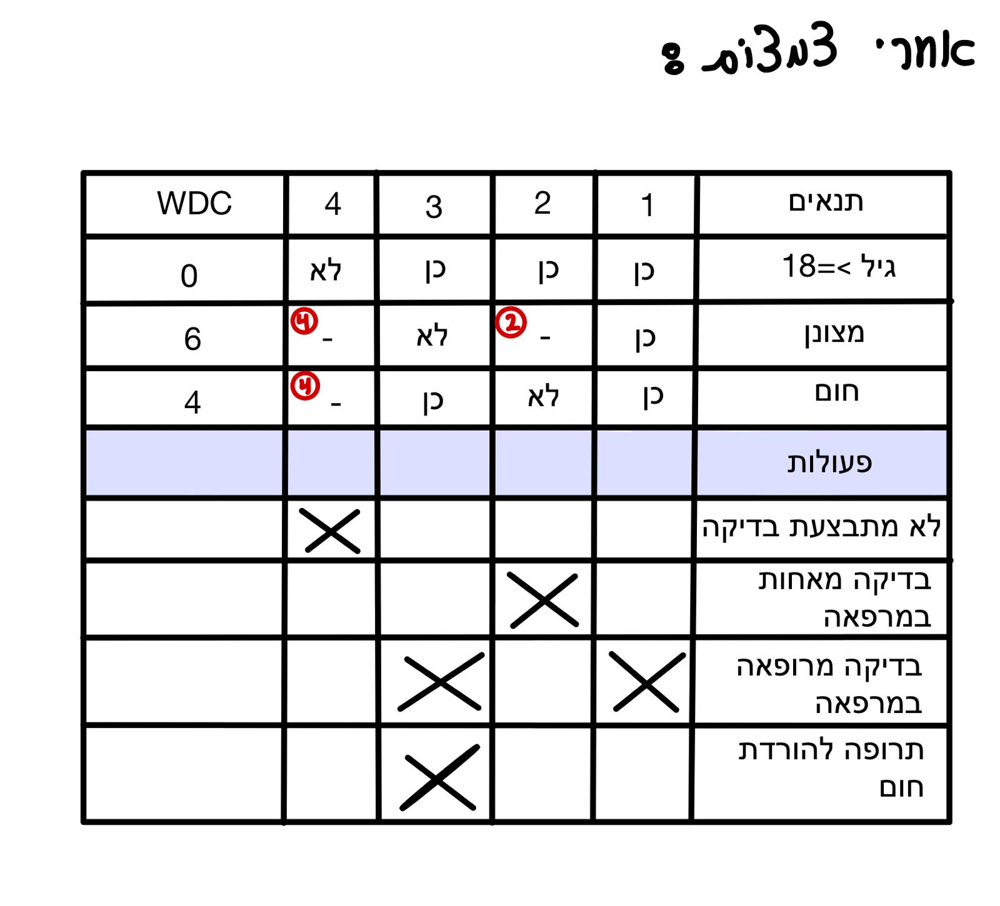 אחרי צמצום :
תנאים 1 2 3 4 WDC
גיל >=18 כן כן כן לא 0
מצונן כן - 2 לא - 4 6
חום כן לא כן - 4 4
פעולות
לא מתבצעת בדיקה
בדיקה מאחות
במרפאה
בדיקה מרופאה
במרפאה
תרופה להורדת
חום